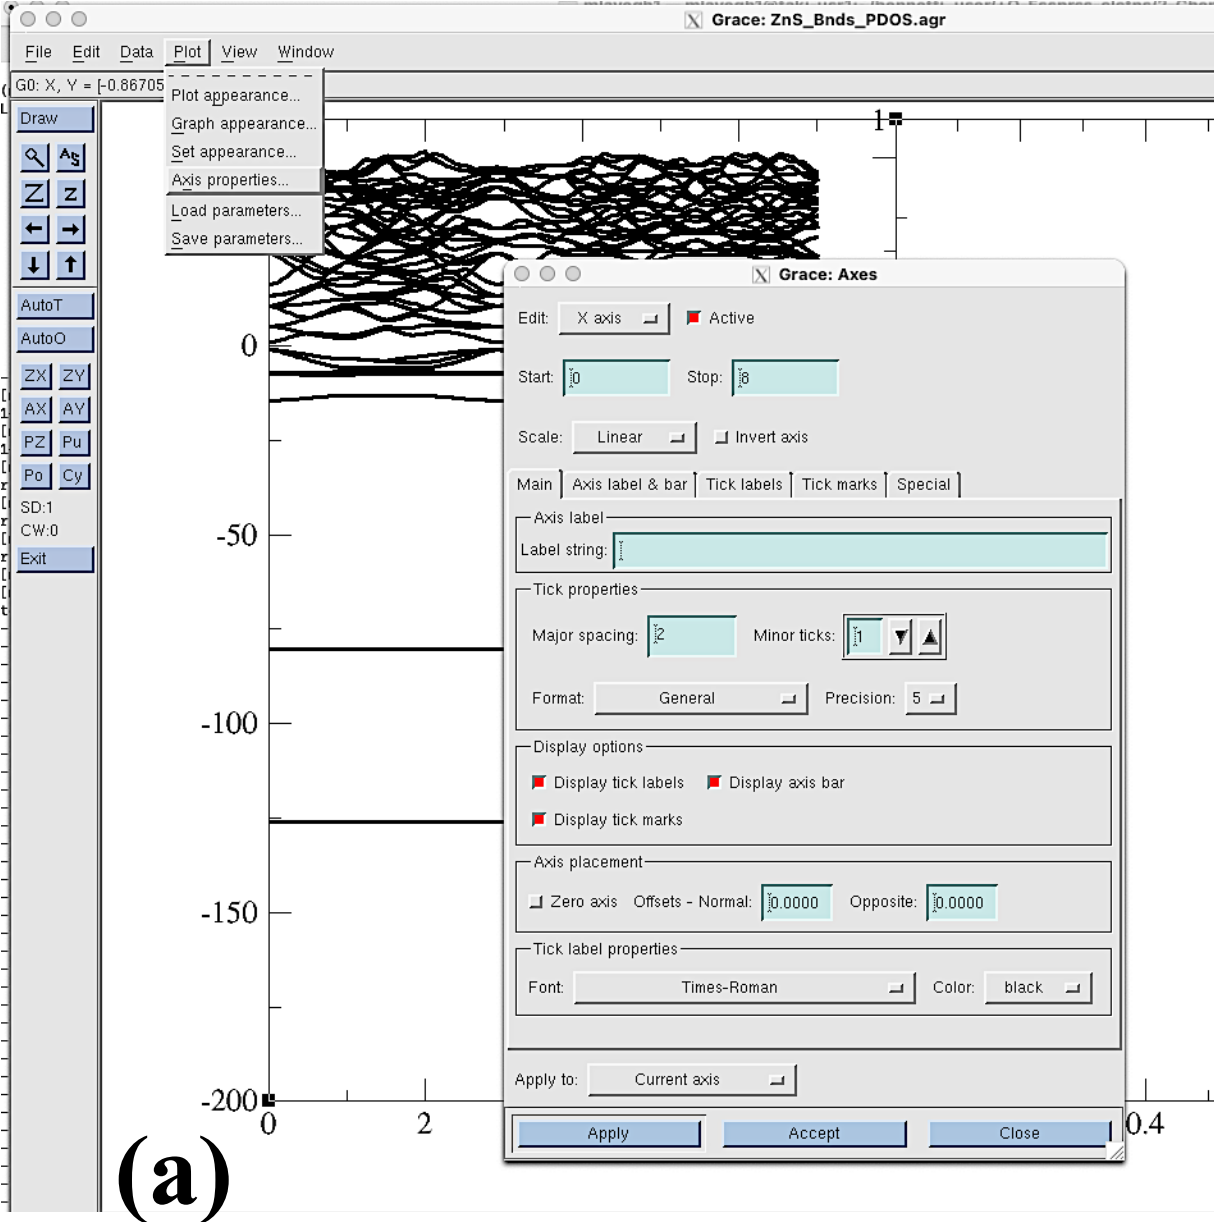 Grace: ZnS_Bnds_PDOS.agr
File Edit Data Plot View Window
G0: X, Y = [-0.86705
Draw
Plot appearance...
Graph appearance...
Set appearance...
Axis properties...
Load parameters...
Save parameters...
AS
Z z
AutoT
AutoO
ZX ZY
AX AY
PZ Pu
Po Cy
SD:1
CW:0
Exit
1
0
-50
-100
-150
-200
0 2 0.4
Grace: Axes
Edit: X axis Active
Start: 0 Stop: 8
Scale: Linear Invert axis
Main Axis label & bar Tick labels Tick marks Special
Axis label
Label string:
Tick properties
Major spacing: 2 Minor ticks: 1
Format: General Precision: 5
Display options
Display tick labels Display axis bar
Display tick marks
Axis placement
Zero axis Offsets - Normal: 0.0000 Opposite: 0.0000
Tick label properties
Font: Times-Roman Color: black
Apply to: Current axis
Apply Accept Close
(a)